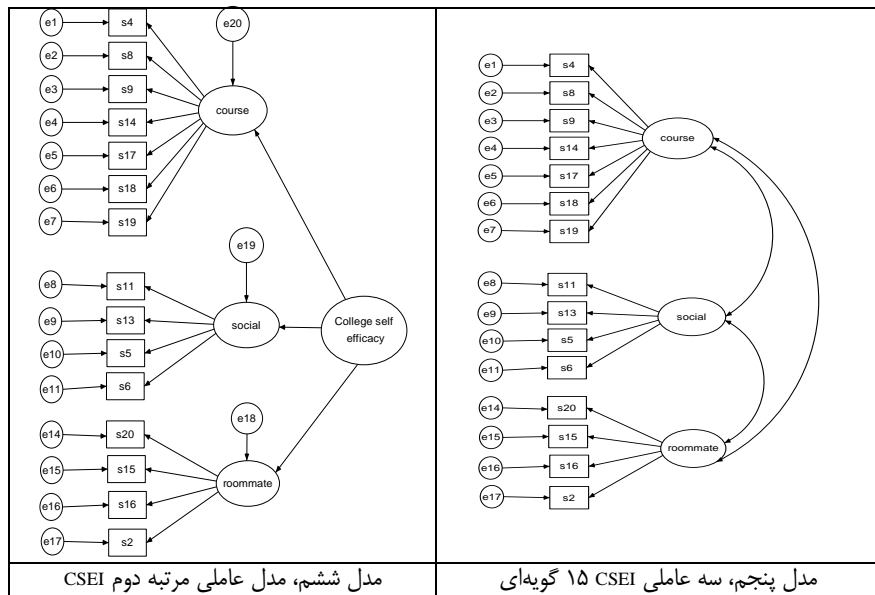 e1 s4 e20
e2 s8
e3 s9 course
e4 s14
e5 s17
e6 s18
e7 s19
e19
e8 s11
e9 s13 social College self
efficacy
e10 s5
e11 s6
e18
e14 s20
e15 s15 roommate
e16 s16
e17 s2
مدل ششم، مدل عاملی مرتبه دوم CSEI
e1 s4
e2 s8
e3 s9 course
e4 s14
e5 s17
e6 s18
e7 s19
e8 s11
e9 s13 social
e10 s5
e11 s6
e14 s20
e15 s15 roommate
e16 s16
e17 s2
مدل پنجم، سه عاملی CSEI ۱۵ گویه‌ای